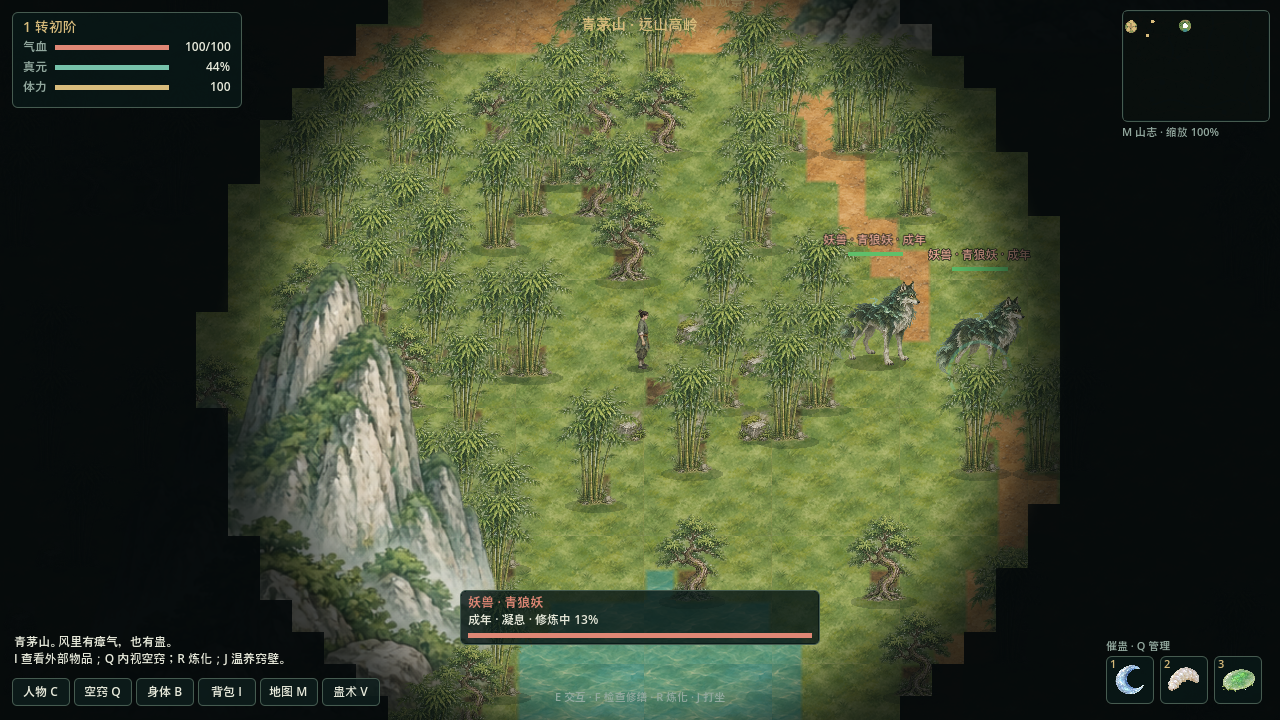 1 转初阶
气血 100/100
真元 44%
体力 100
青茅山 · 远山高岭
M 山志 · 缩放 100%
妖兽 · 青狼妖 · 成年
妖兽 · 青狼妖 · 成年
妖兽 · 青狼妖
成年 · 凝息 · 修炼中 13%
青茅山。风里有瘴气，也有蛊。
I 查看外部物品；Q 内视空窍；R 炼化；J 温养窍壁。
人物 C
空窍 Q
身体 B
背包 I
地图 M
蛊术 V
E 交互 · F 检查修缮 · R 炼化 · J 打坐
催蛊 · Q 管理
1
2
3